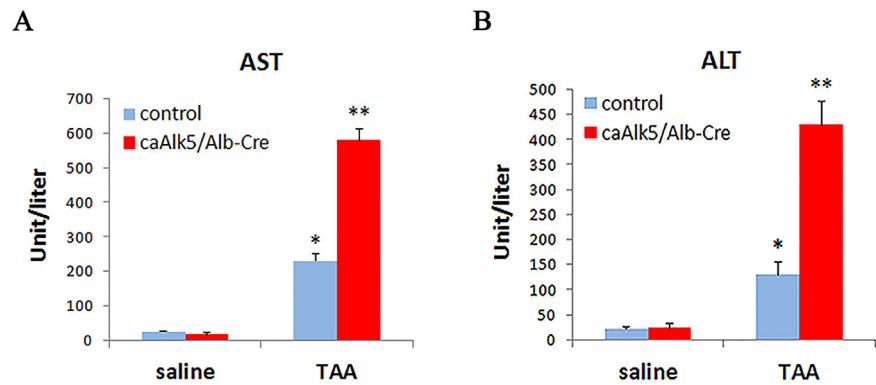 A
AST
Unit/liter
700
600
500
400
300
200
100
0
control
caAlk5/Alb-Cre
*
**
saline
TAA
B
ALT
Unit/liter
500
450
400
350
300
250
200
150
100
50
0
control
caAlk5/Alb-Cre
*
**
saline
TAA